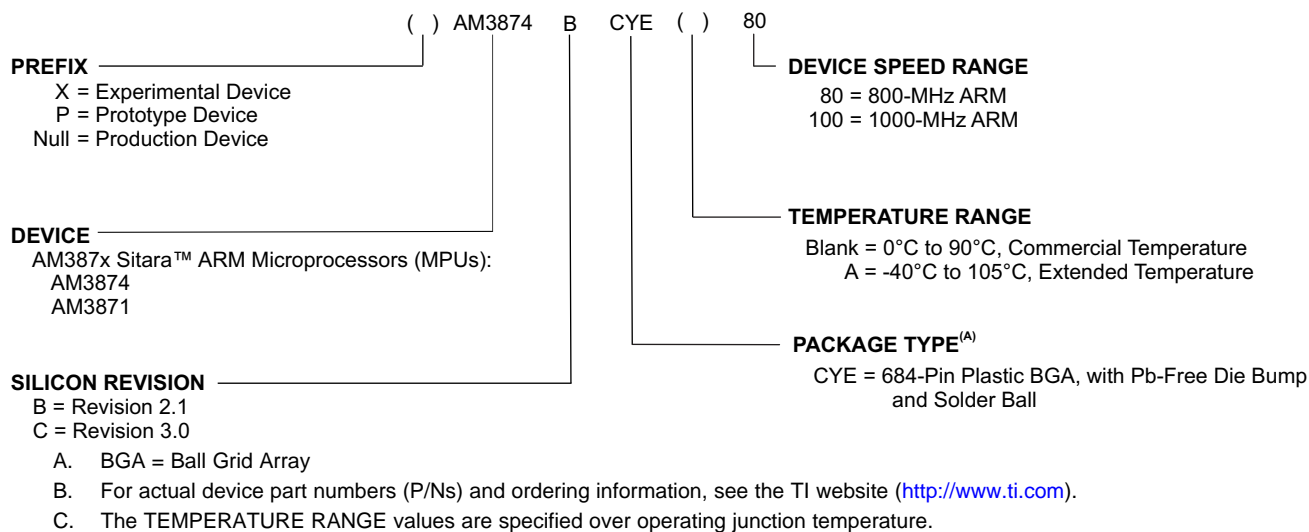 ( ) AM3874 B CYE ( ) 80
PREFIX
X = Experimental Device
P = Prototype Device
Null = Production Device
DEVICE SPEED RANGE
80 = 800-MHz ARM
100 = 1000-MHz ARM
DEVICE
AM387x Sitara™ ARM Microprocessors (MPUs):
AM3874
AM3871
TEMPERATURE RANGE
Blank = 0°C to 90°C, Commercial Temperature
A = -40°C to 105°C, Extended Temperature
PACKAGE TYPE(A)
CYE = 684-Pin Plastic BGA, with Pb-Free Die Bump
and Solder Ball
SILICON REVISION
B = Revision 2.1
C = Revision 3.0
A. BGA = Ball Grid Array
B. For actual device part numbers (P/Ns) and ordering information, see the TI website (http://www.ti.com).
C. The TEMPERATURE RANGE values are specified over operating junction temperature.